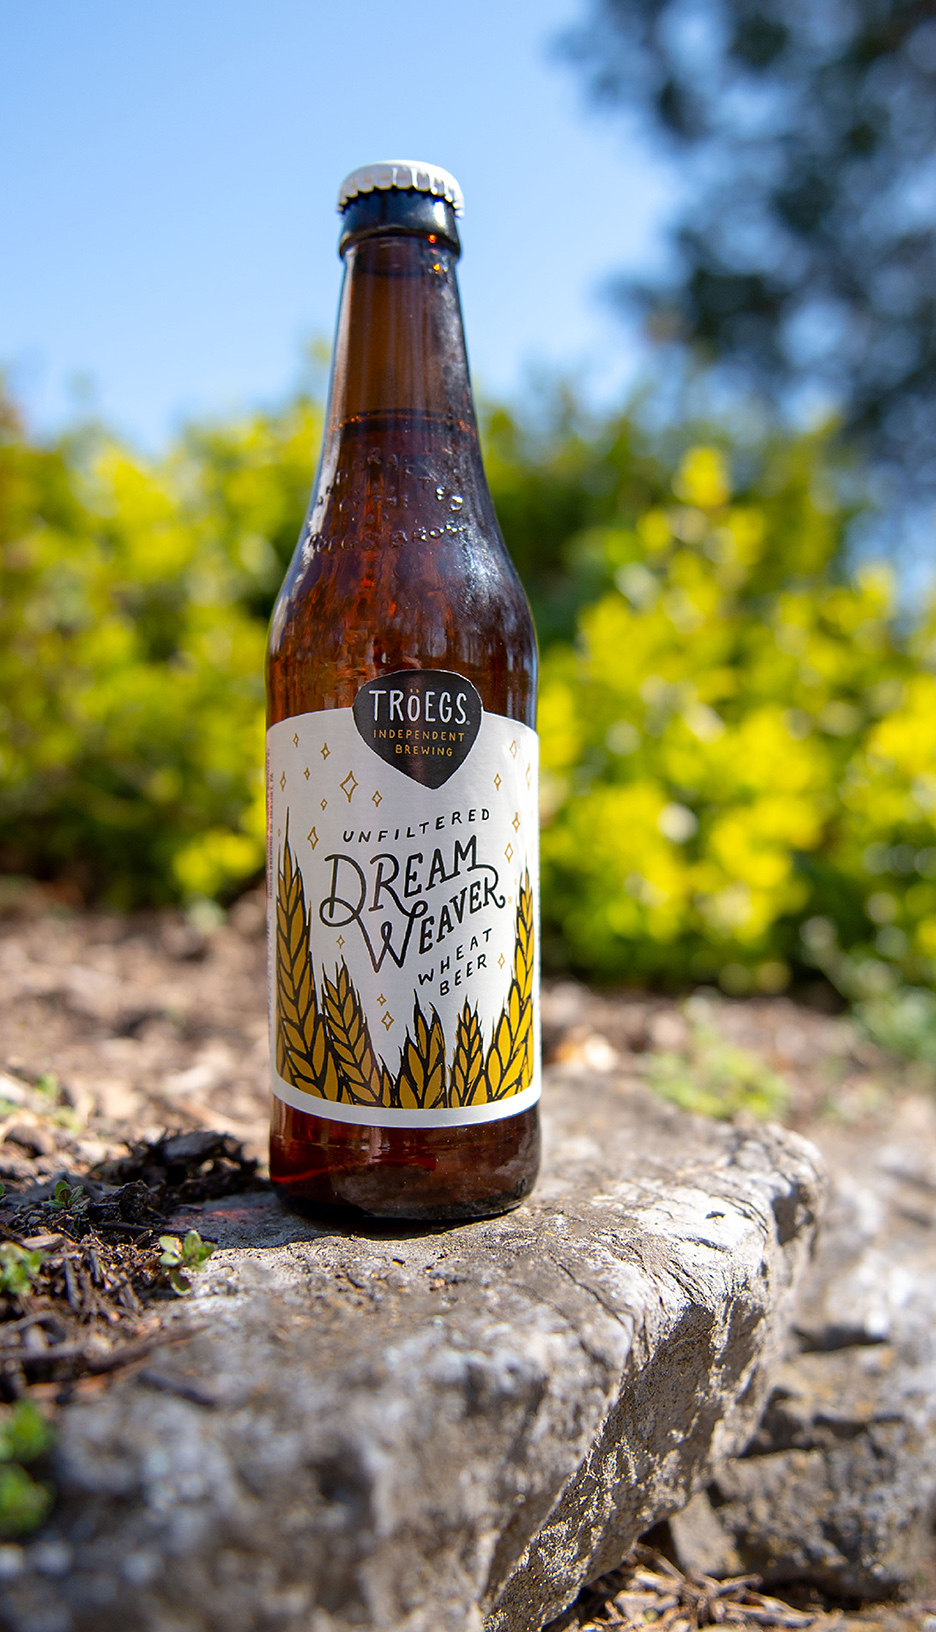 TRöEGS
INDEPENDENT
BREWING
UNFILTERED
DREAM
WEAVER
WHEAT
BEER